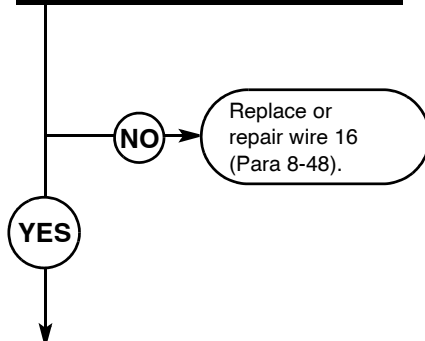 NO
Replace or
repair wire 16
(Para 8-48).
YES